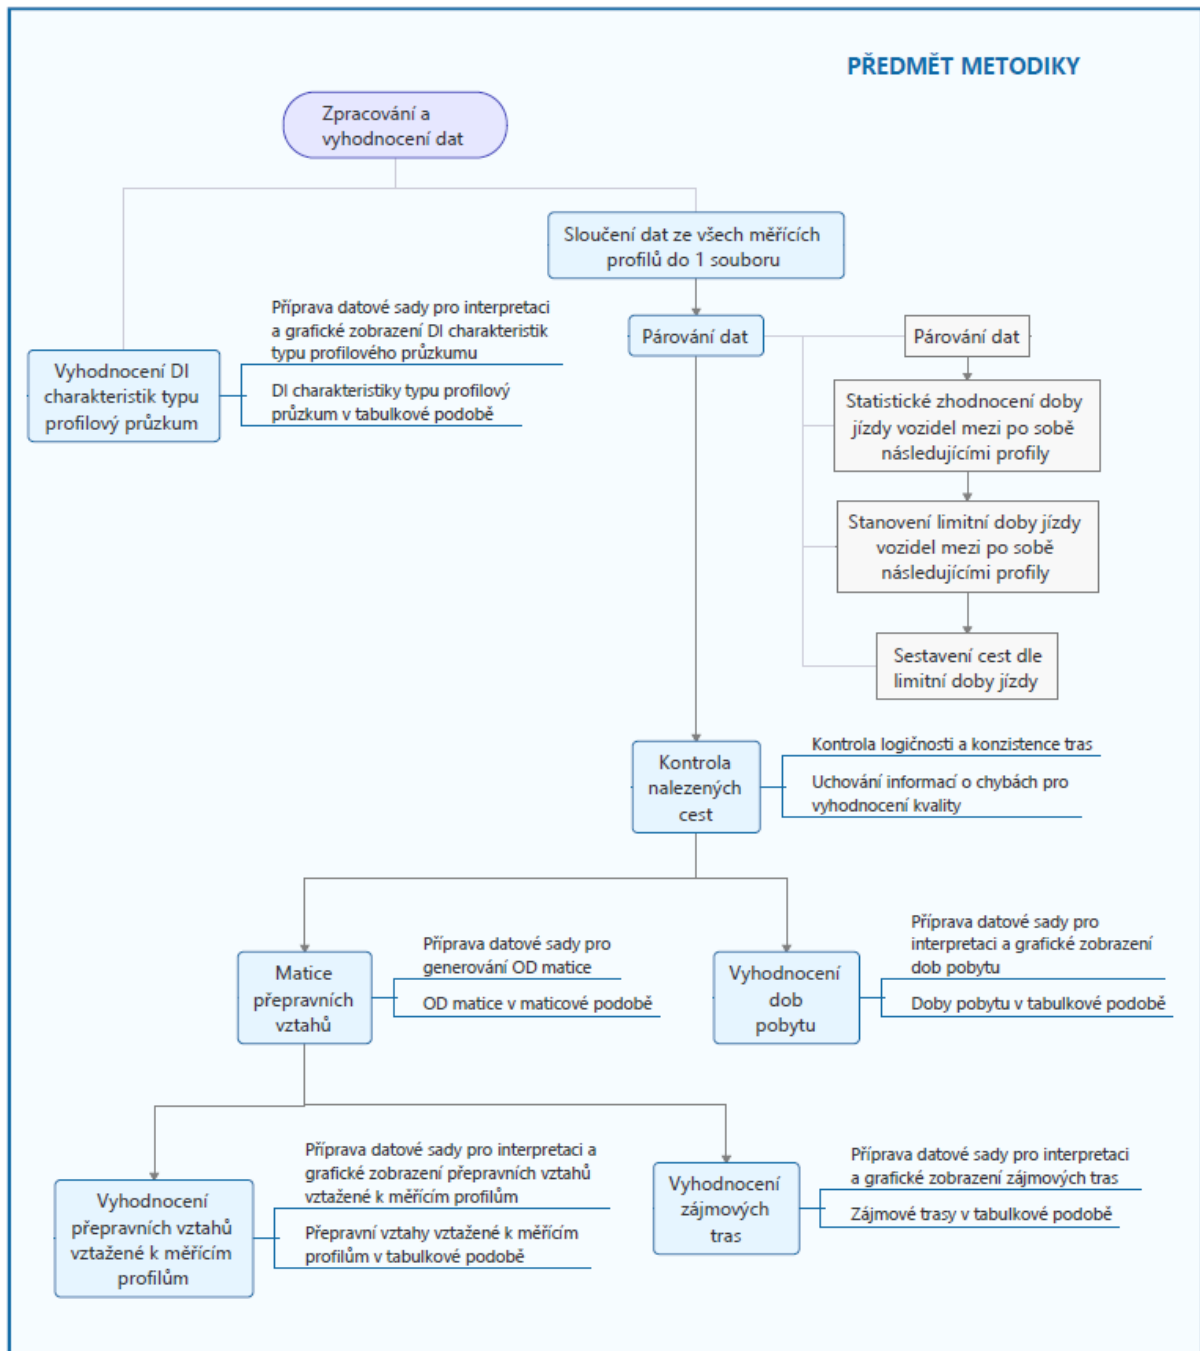 PŘEDMĚT METODIKY
Zpracování a
vyhodnocení dat
Sloučení dat ze všech měřících
profilů do 1 souboru
Příprava datové sady pro interpretaci
a grafické zobrazení DI charakteristik
typu profilového průzkumu
Vyhodnocení DI
charakteristik typu
profilový průzkum
DI charakteristiky typu profilový
průzkum v tabulkové podobě
Párování dat
Párování dat
Statistické zhodnocení doby
jízdy vozidel mezi po sobě
následujícími profily
Stanovení limitní doby jízdy
vozidel mezi po sobě
následujícími profily
Sestavení cest dle
limitní doby jízdy
Kontrola
nalezených
cest
Kontrola logičnosti a konzistence tras
Uchování informací o chybách pro
vyhodnocení kvality
Matice
přepravních
vztahů
Příprava datové sady pro
generování OD matice
OD matice v maticové podobě
Vyhodnocení
dob
pobytu
Příprava datové sady pro
interpretaci a grafické zobrazení
dob pobytu
Doby pobytu v tabulkové podobě
Vyhodnocení
přepravních vztahů
vztažené k měřícím
profilům
Příprava datové sady pro interpretaci a
grafické zobrazení přepravních vztahů
vztažené k měřícím profilům
Přepravní vztahy vztažené k měřícím
profilům v tabulkové podobě
Vyhodnocení
zájmových
tras
Příprava datové sady pro interpretaci
a grafické zobrazení zájmových tras
Zájmové trasy v tabulkové podobě